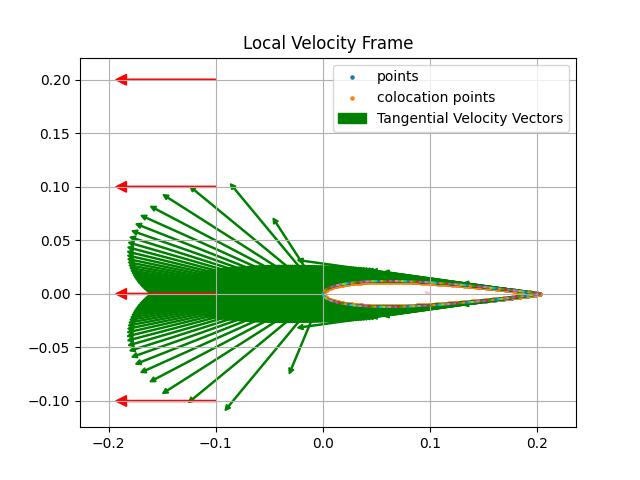 Local Velocity Frame
points
colocation points
Tangential Velocity Vectors
0.20
0.15
0.10
0.05
0.00
−0.05
−0.10
−0.2 −0.1 0.0 0.1 0.2